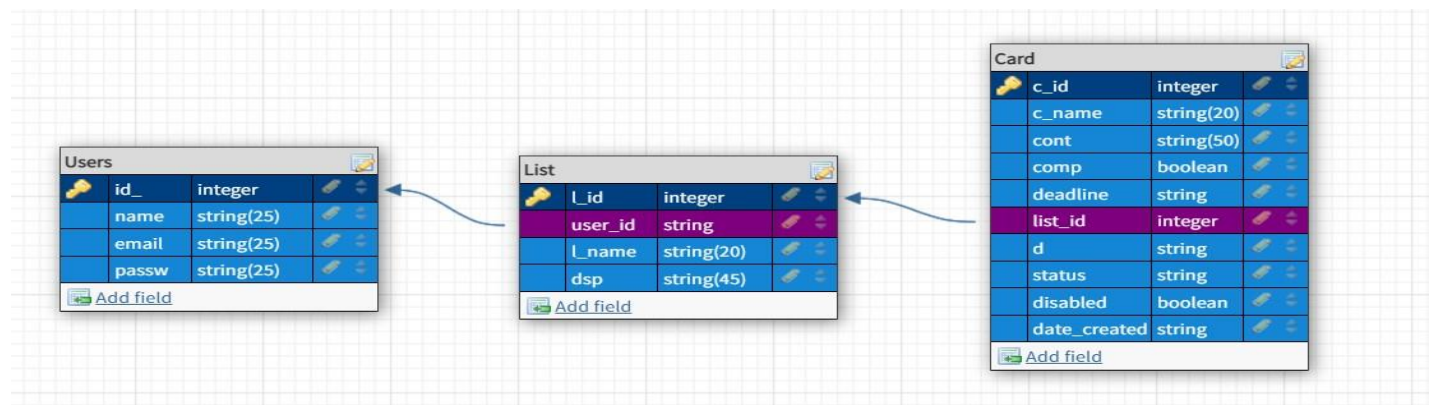 Users
id_ integer
name string(25)
email string(25)
passw string(25)
Add field
List
l_id integer
user_id string
l_name string(20)
dsp string(45)
Add field
Card
c_id integer
c_name string(20)
cont string(50)
comp boolean
deadline string
list_id integer
d string
status string
disabled boolean
date_created string
Add field